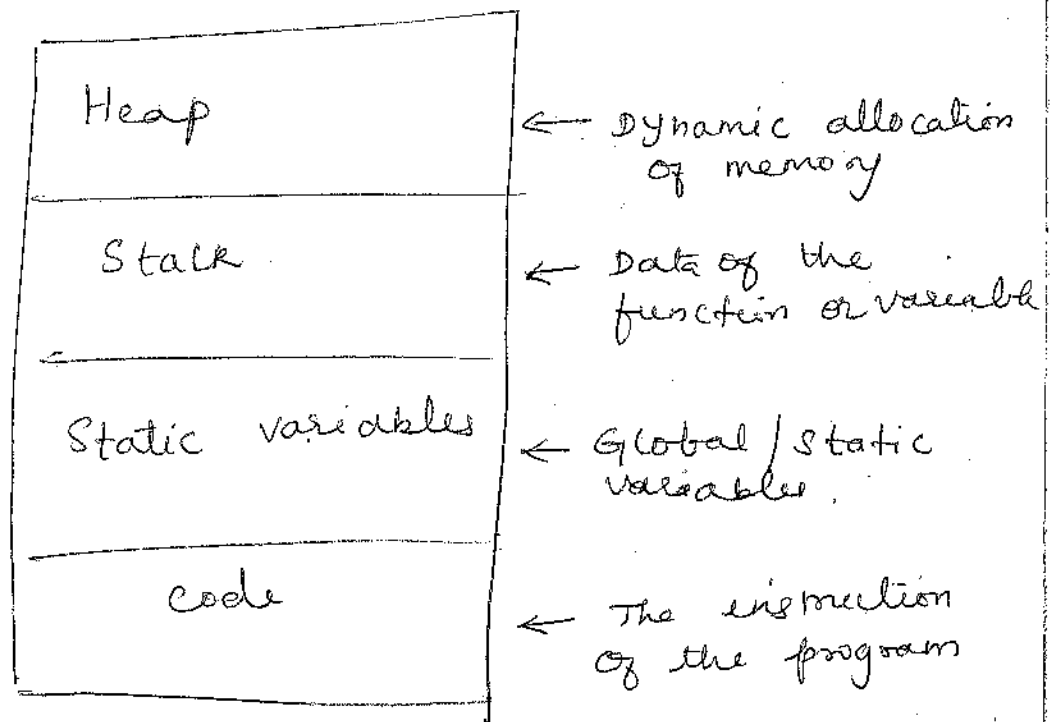 Heap
← Dynamic allocation
of memory
Stack
← Data of the
function or variable
Static variables
← Global/static
variables.
code
← The instruction
of the program